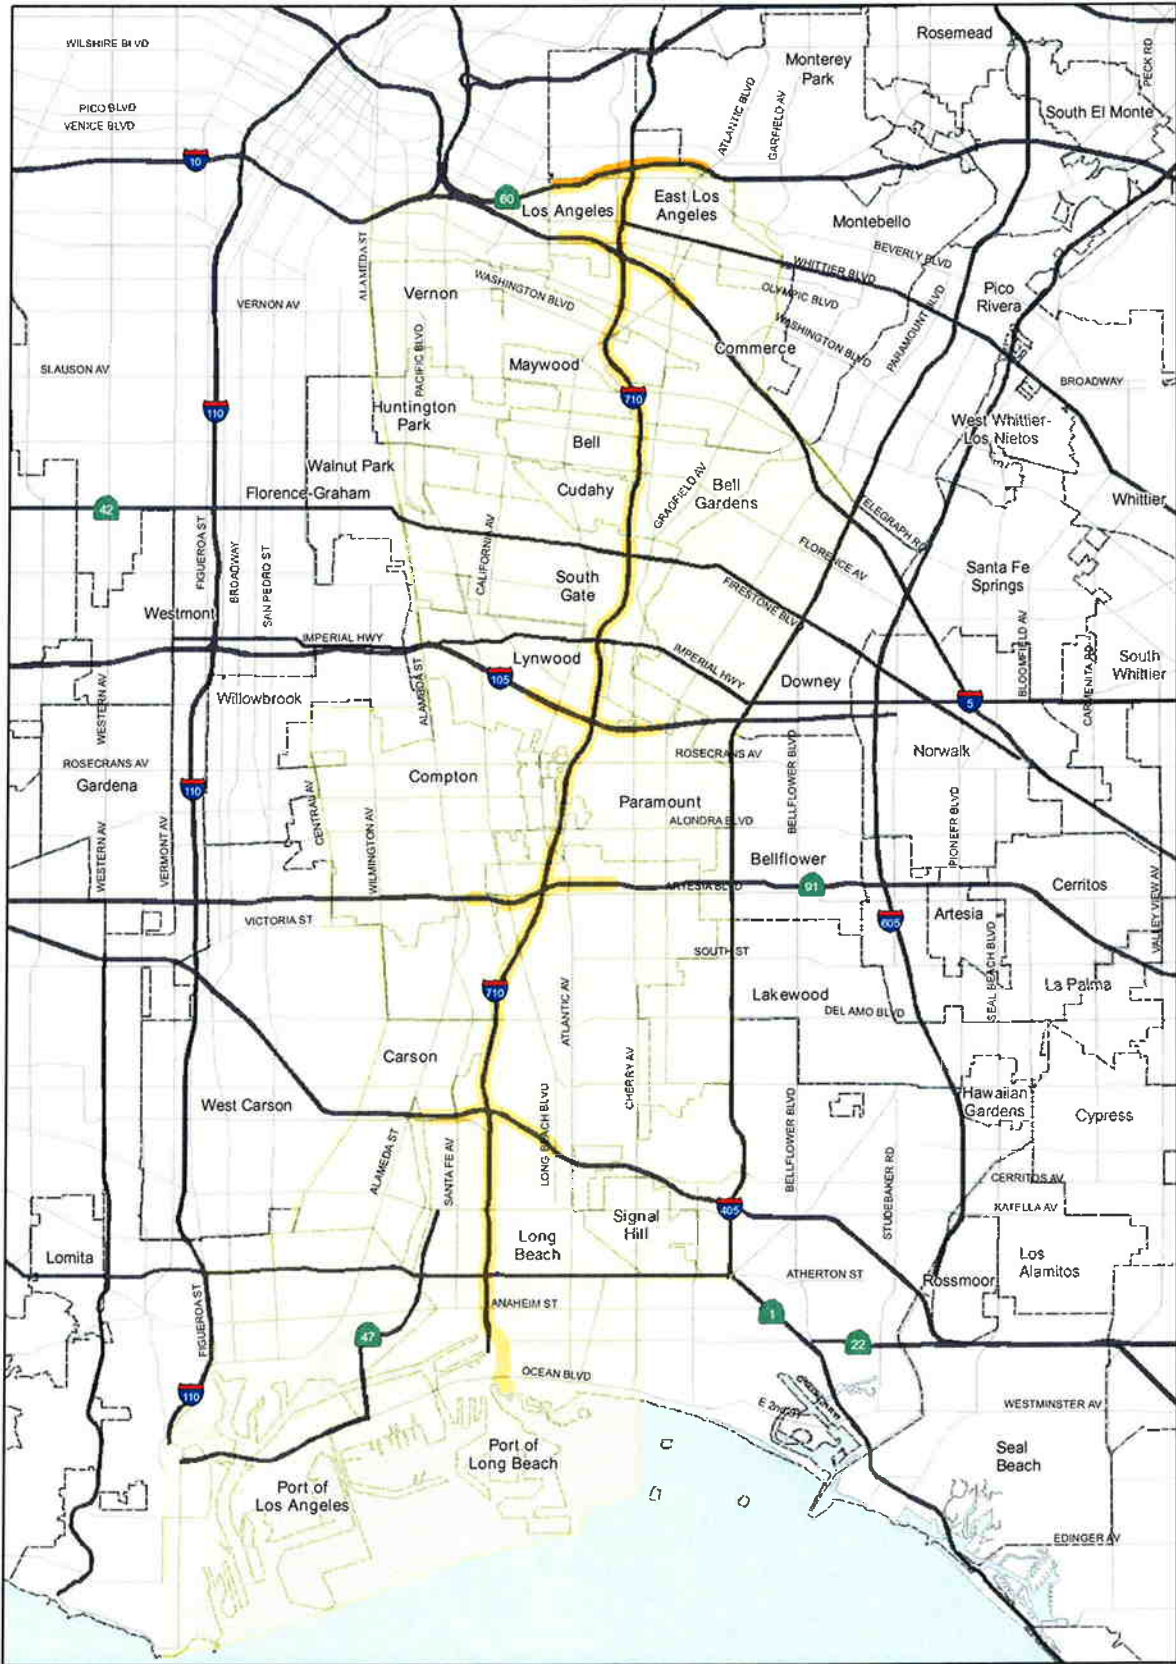 WILSHIRE BLVD
Rosemead
Monterey
Park
PECK RD
PICO BLVD
VENICE BLVD
ATLANTIC BLVD
GARFIELD AV
South El Monte
10
60
Los Angeles
East Los
Angeles
Montebello
ALAMEDA ST
BEVERLY BLVD
WHITTIER BLVD
Vernon
WASHINGTON BLVD
OLYMPIC BLVD
Pico
Rivera
VERNON AV
WASHINGTON BLVD
PARAMOUNT BLVD
Commerce
Maywood
PACIFIC BLVD
SLAUSON AV
BROADWAY
110
Huntington
Park
710
West Whittier-
Los Nietos
Bell
Walnut Park
Florence-Graham
Cudahy
GRAGFIELD AV
Bell
Gardens
Whittier
42
TELEGRAPH RD
FIGUEROA ST
BROADWAY
SAN PEDRO ST
CALIFORNIA AV
FLORENCE AV
South
Gate
FIRESTONE BLVD
Santa Fe
Springs
Westmont
IMPERIAL HWY
Lynwood
IMPERIAL HWY
105
Downey
BLOOMFIELD AV
CARMENITA RD
South
Whittier
ALAMEDA ST
Willowbrook
WESTERN AV
5
ROSECRANS AV
Gardena
Compton
ROSECRANS AV
BELLFLOWER BLVD
Norwalk
110
CENTRAL AV
Paramount
ALONDRA BLVD
WESTERN AV
VERMONT AV
WILMINGTON AV
PIONEER BLVD
Bellflower
ARTESIA BLVD
91
Cerritos
VICTORIA ST
605
Artesia
VALLEY VIEW AV
SOUTH ST
SEAL BEACH BLVD
710
Lakewood
La Palma
DEL AMO BLVD
ATLANTIC AV
Carson
CHERRY AV
West Carson
LONG BEACH BLVD
BELLFLOWER BLVD
Hawaiian
Gardens
Cypress
ALAMEDA ST
SANTA FE AV
STUDEBAKER RD
CERRITOS AV
KATELLA AV
405
Signal
Hill
Long
Beach
Lomita
Los
Alamitos
ATHERTON ST
Rossmoor
FIGUEROA ST
ANAHEIM ST
1
47
22
OCEAN BLVD
110
E 2nd ST
WESTMINSTER AV
Port of
Long Beach
Seal
Beach
Port of
Los Angeles
EDINGER AV